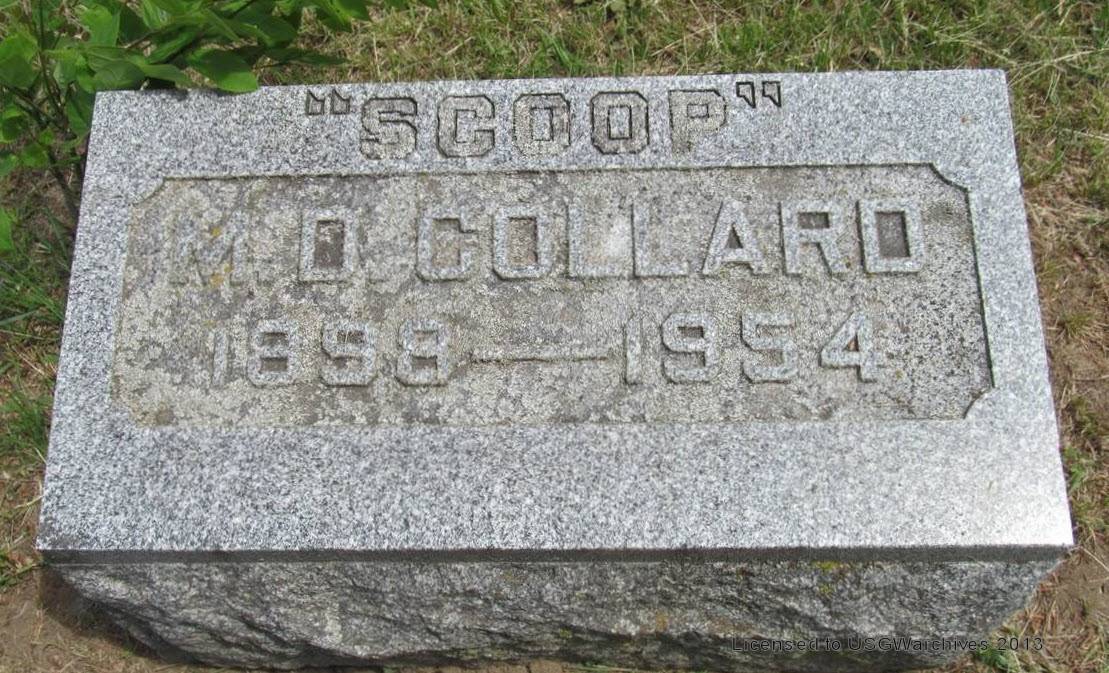 "SCOOP"
M. D. COLLARD
1898—1954
Licensed to USGWarchives 2013